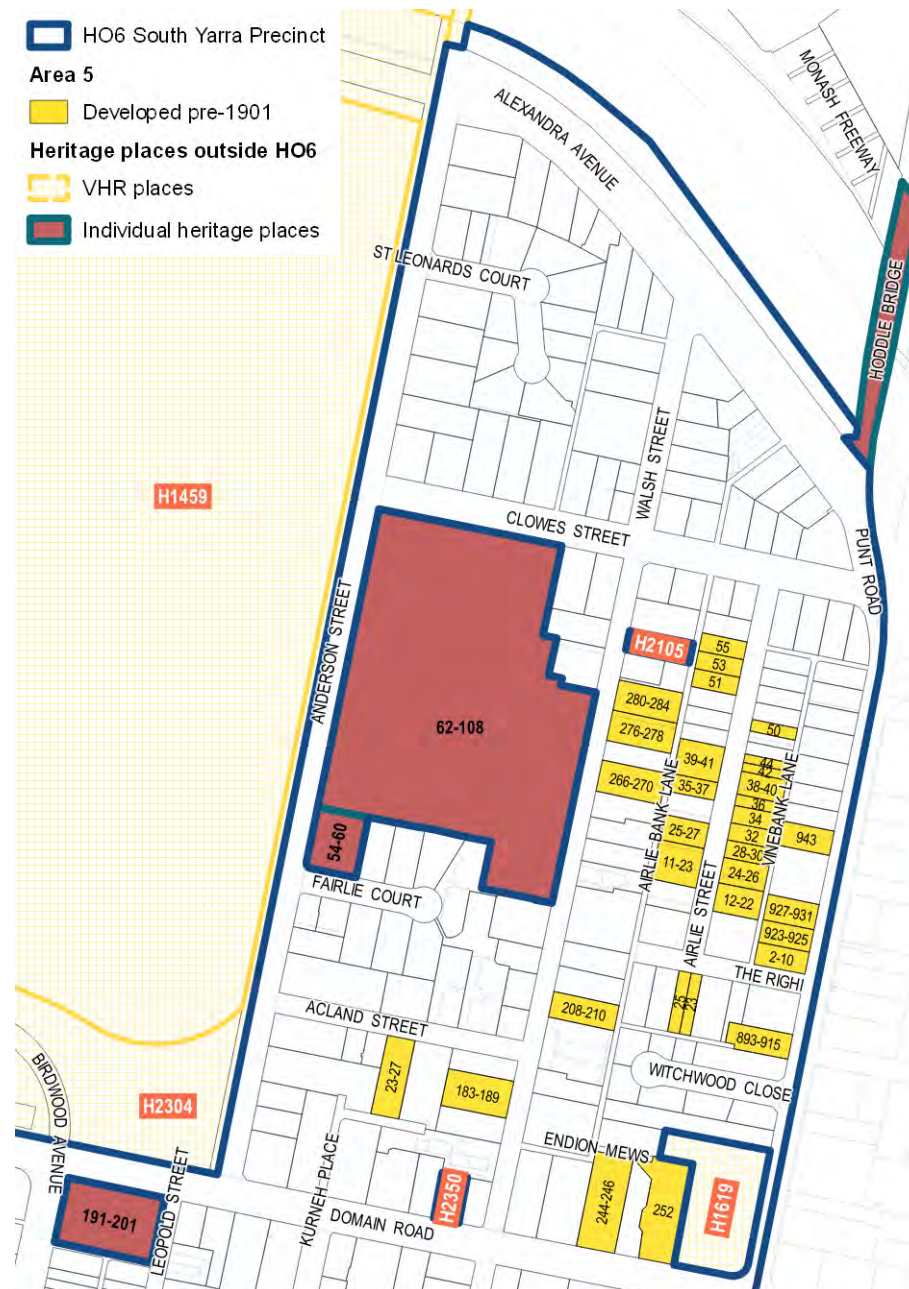 HO6 South Yarra Precinct
Area 5
Developed pre-1901
Heritage places outside HO6
VHR places
Individual heritage places
MONASH FREEWAY
ALEXANDRA AVENUE
ST LEONARDS COURT
HODDLE BRIDGE
WALSH STREET
H1459
CLOWES STREET
PUNT ROAD
ANDERSON STREET
H2105
55
53
51
280-284
276-278
62-108
50
39-41
44
42
266-270
35-37
38-40
VINEBANK LANE
36
34
AIRLIE BANK LANE
25-27
32
943
54-60
28-30
11-23
24-26
FAIRLIE COURT
12-22
927-931
AIRLIE STREET
923-925
2-10
THE RIGHI
208-210
25
23
ACLAND STREET
893-915
23-27
183-189
WITCHWOOD CLOSE
BIRDWOOD AVENUE
H2304
ENDION MEWS
KURNEH PLACE
H2350
244-246
252
H1619
191-201
LEOPOLD STREET
DOMAIN ROAD